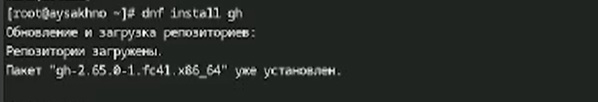 [root@aysakhno ~]# dnf install gh
Обновление и загрузка репозиториев:
Репозитории загружены.
Пакет "gh-2.65.0-1.fc41.x86_64" уже установлен.